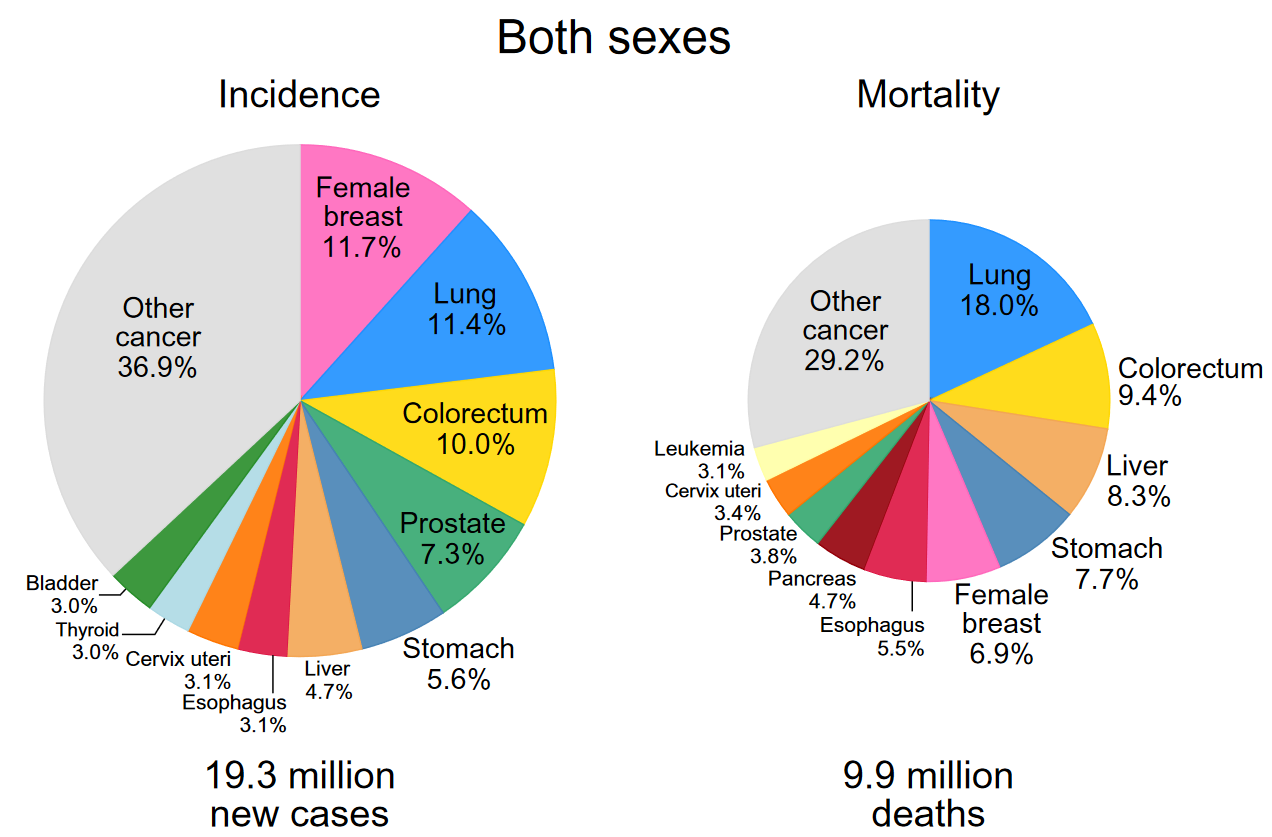 Both sexes
Incidence
Female
breast
11.7%
Lung
11.4%
Colorectum
10.0%
Prostate
7.3%
Stomach
5.6%
Liver
4.7%
Esophagus
3.1%
Cervix uteri
3.1%
Thyroid
3.0%
Bladder
3.0%
Other
cancer
36.9%
19.3 million
new cases
Mortality
Lung
18.0%
Colorectum
9.4%
Liver
8.3%
Stomach
7.7%
Female
breast
6.9%
Esophagus
5.5%
Pancreas
4.7%
Prostate
3.8%
Cervix uteri
3.4%
Leukemia
3.1%
Other
cancer
29.2%
9.9 million
deaths